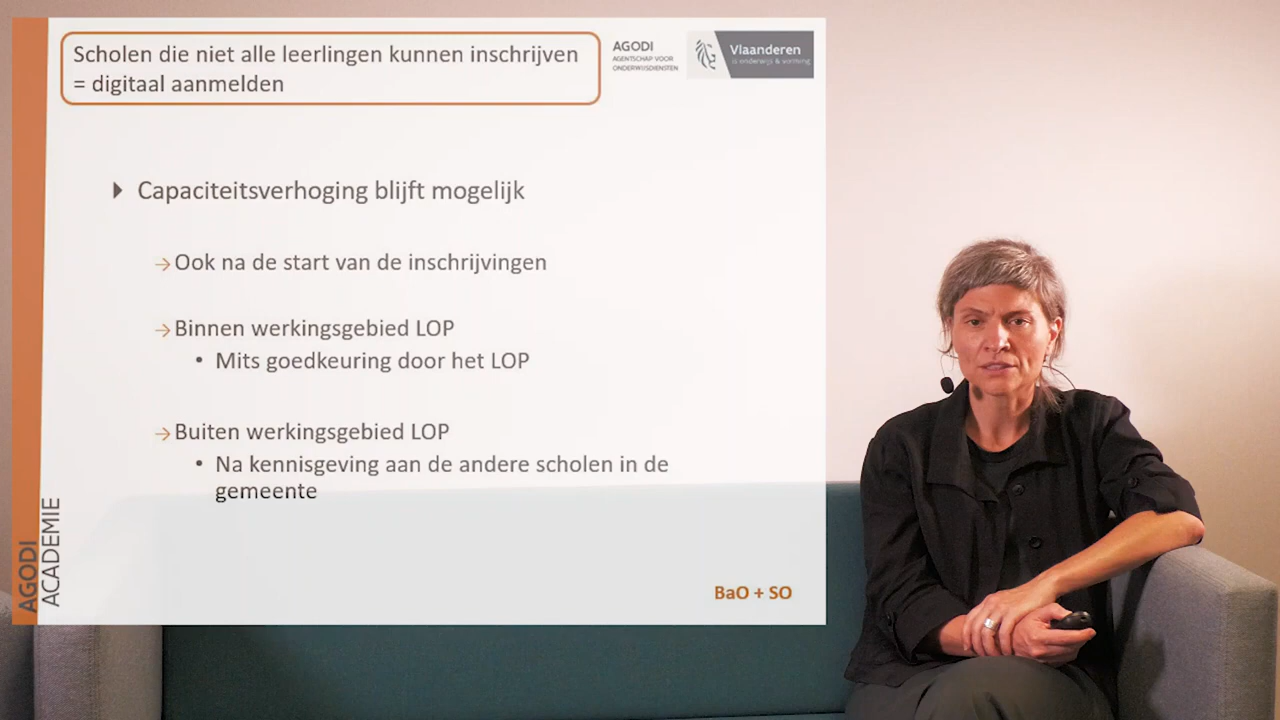 Scholen die niet alle leerlingen kunnen inschrijven
= digitaal aanmelden
AGODI
AGENTSCHAP VOOR
ONDERWIJSDIENSTEN
Vlaanderen
is onderwijs & vorming
Capaciteitsverhoging blijft mogelijk
→Ook na de start van de inschrijvingen
→Binnen werkingsgebied LOP
• Mits goedkeuring door het LOP
→Buiten werkingsgebied LOP
• Na kennisgeving aan de andere scholen in de
gemeente
AGODI
ACADEMIE
BaO + SO